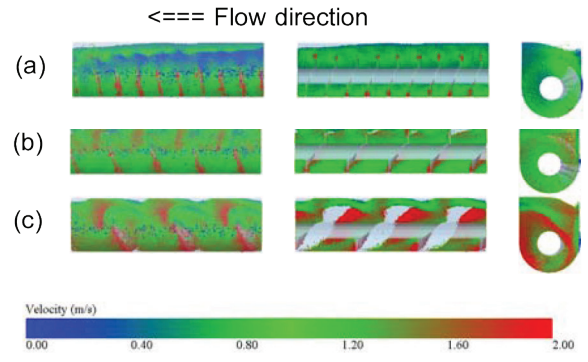 <=== Flow direction
(a)
(b)
(c)
Velocity (m/s)
0.00 0.40 0.80 1.20 1.60 2.00